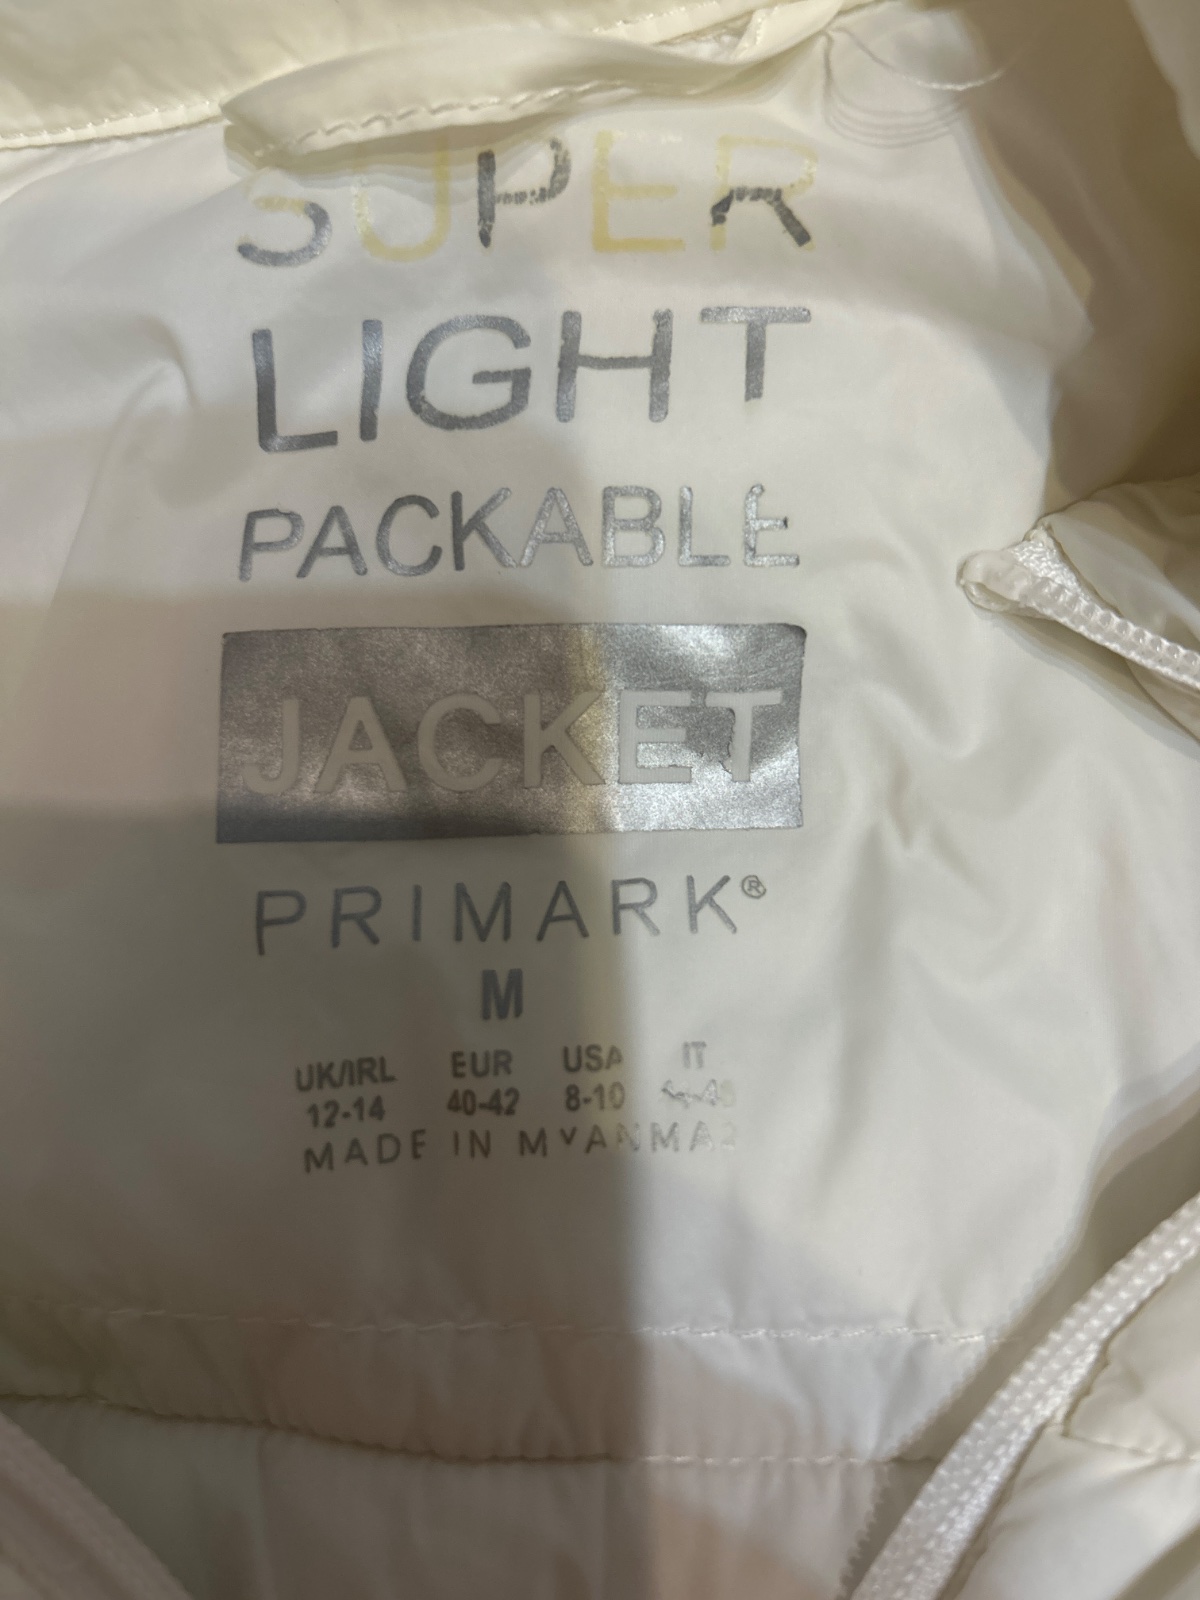 SUPER
LIGHT
PACKABLE
JACKET
PRIMARK®
M
UK/IRL EUR USA IT
12-14 40-42 8-10
MADE IN MYANMAR